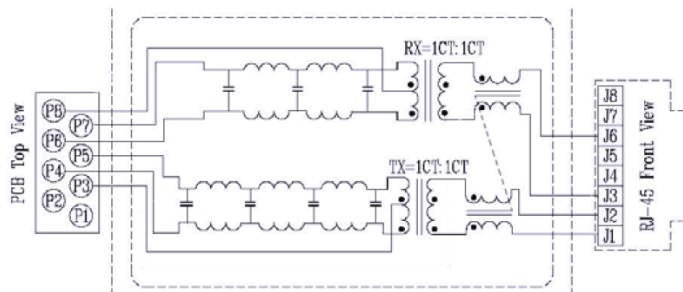 PCB Top View
P8
P7
P6
P5
P4
P3
P2
P1
RX=1CT:1CT
TX=1CT:1CT
J8
J7
J6
J5
J4
J3
J2
J1
RJ-45 Front View